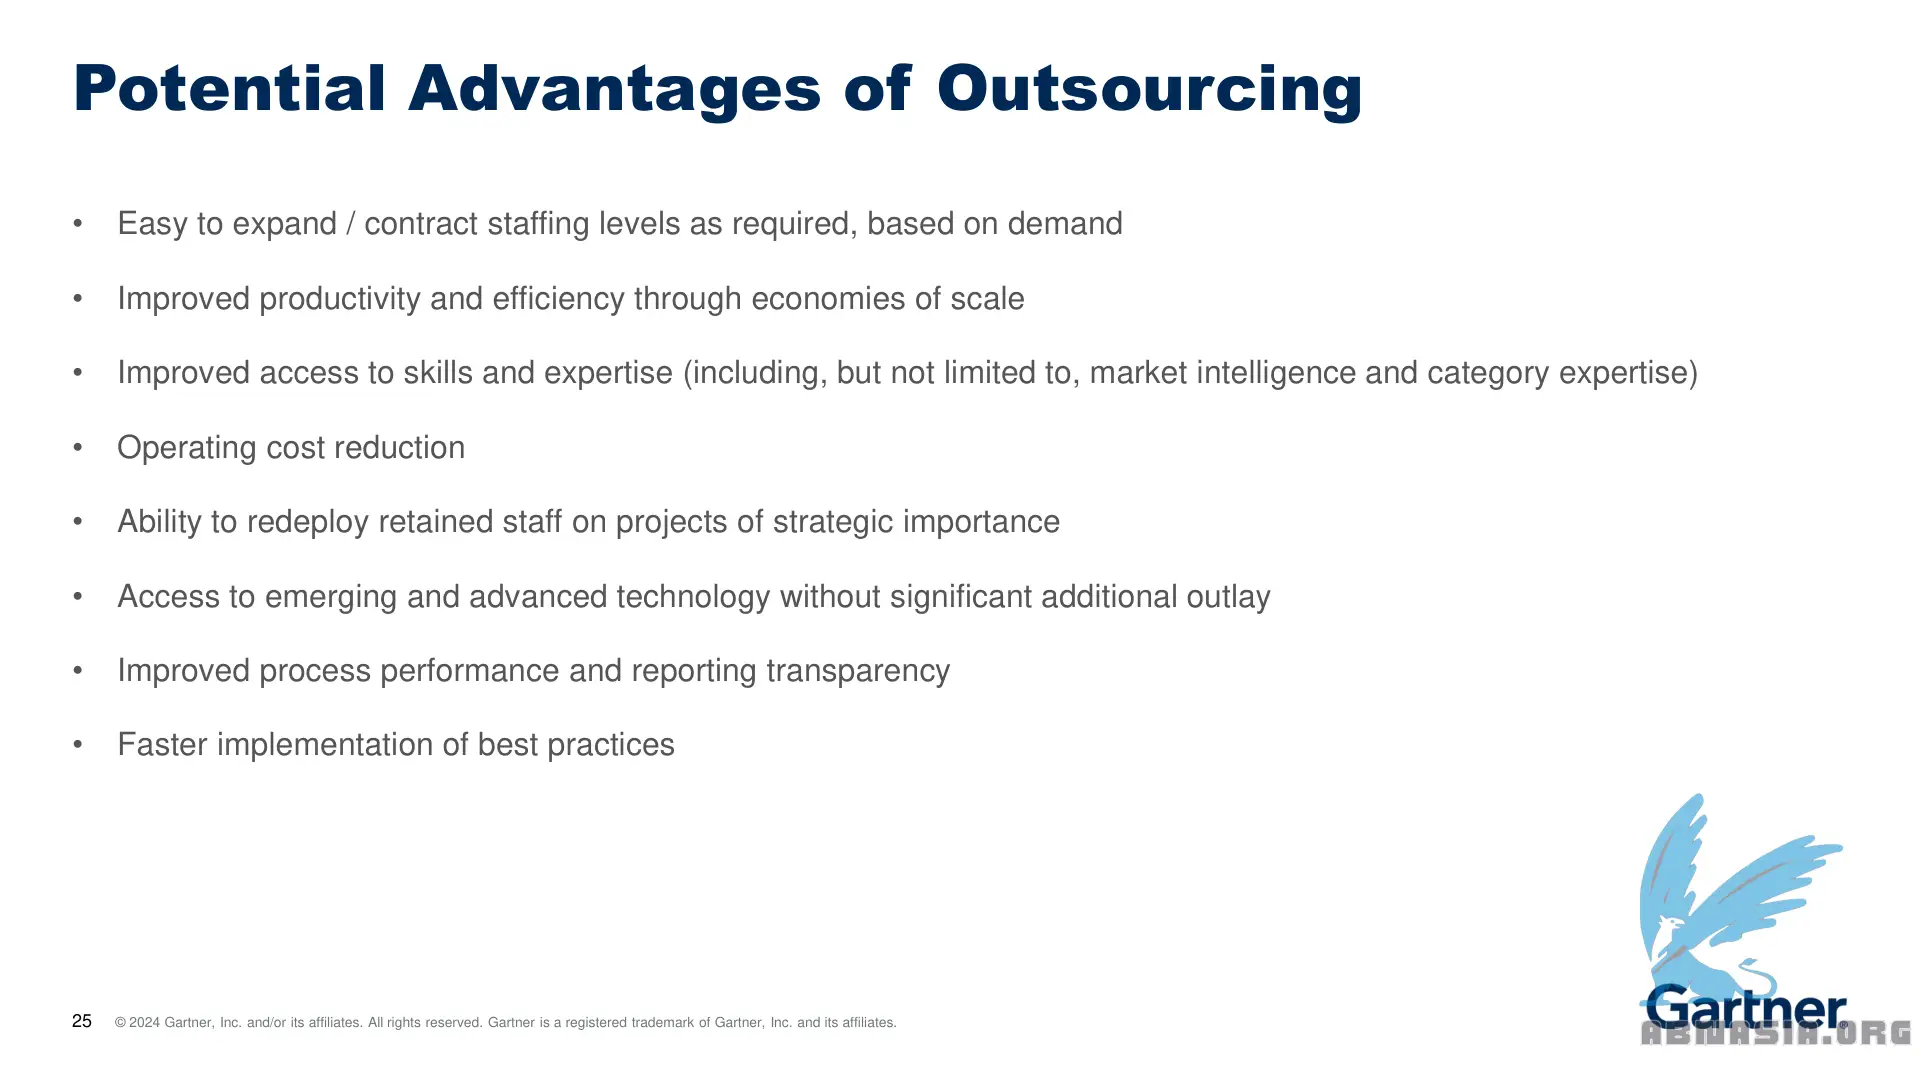 Potential Advantages of Outsourcing
• Easy to expand / contract staffing levels as required, based on demand
• Improved productivity and efficiency through economies of scale
• Improved access to skills and expertise (including, but not limited to, market intelligence and category expertise)
• Operating cost reduction
• Ability to redeploy retained staff on projects of strategic importance
• Access to emerging and advanced technology without significant additional outlay
• Improved process performance and reporting transparency
• Faster implementation of best practices
25 © 2024 Gartner, Inc. and/or its affiliates. All rights reserved. Gartner is a registered trademark of Gartner, Inc. and its affiliates.
Gartner®
ABNASIA.ORG